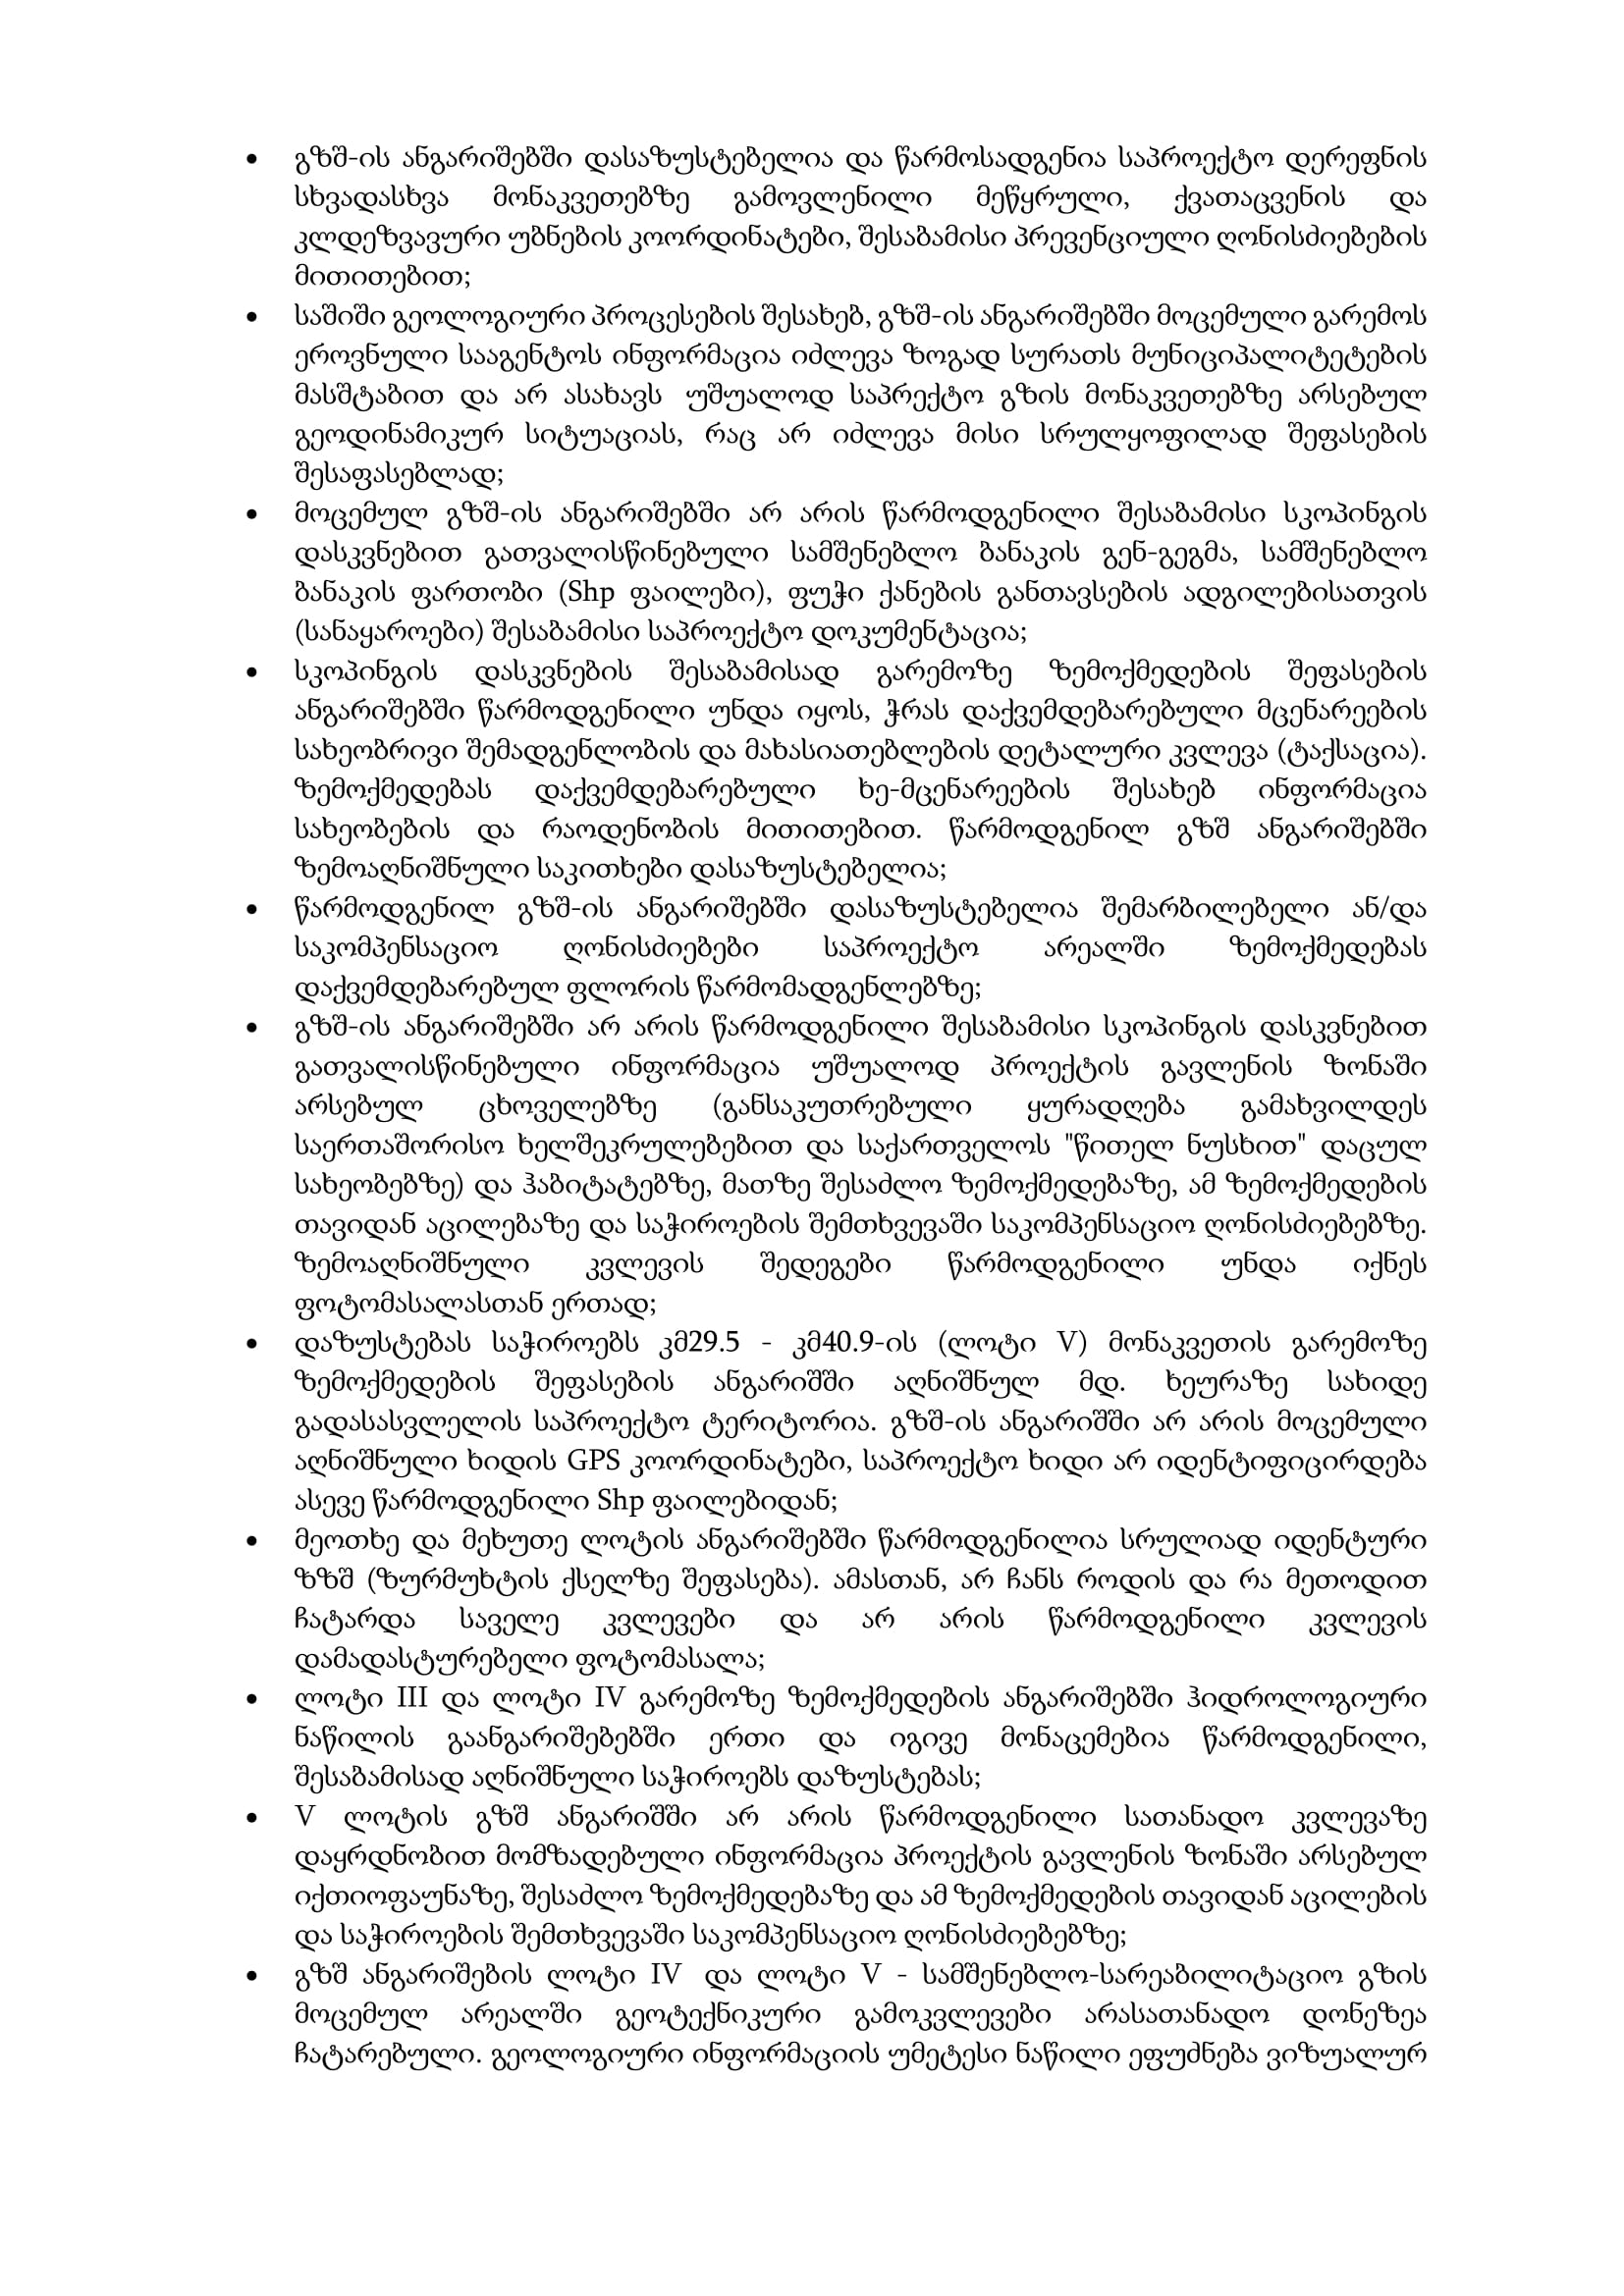 • გზშ-ის ანგარიშებში დასაზუსტებელია და წარმოსადგენია საპროექტო დერეფნის
სხვადასხვა მონაკვეთებზე გამოვლენილი მეწყრული, ქვათაცვენის და
კლდეზვავური უბნების კოორდინატები, შესაბამისი პრევენციული ღონისძიებების
მითითებით;
• საშიში გეოლოგიური პროცესების შესახებ, გზშ-ის ანგარიშებში მოცემული გარემოს
ეროვნული სააგენტოს ინფორმაცია იძლევა ზოგად სურათს მუნიციპალიტეტების
მასშტაბით და არ ასახავს უშუალოდ საპრექტო გზის მონაკვეთებზე არსებულ
გეოდინამიკურ სიტუაციას, რაც არ იძლევა მისი სრულყოფილად შეფასების
შესაფასებლად;
• მოცემულ გზშ-ის ანგარიშებში არ არის წარმოდგენილი შესაბამისი სკოპინგის
დასკვნებით გათვალისწინებული სამშენებლო ბანაკის გენ-გეგმა, სამშენებლო
ბანაკის ფართობი (Shp ფაილები), ფუჭი ქანების განთავსების ადგილებისათვის
(სანაყაროები) შესაბამისი საპროექტო დოკუმენტაცია;
• სკოპინგის დასკვნების შესაბამისად გარემოზე ზემოქმედების შეფასების
ანგარიშებში წარმოდგენილი უნდა იყოს, ჭრას დაქვემდებარებული მცენარეების
სახეობრივი შემადგენლობის და მახასიათებლების დეტალური კვლევა (ტაქსაცია).
ზემოქმედებას დაქვემდებარებული ხე-მცენარეების შესახებ ინფორმაცია
სახეობების და რაოდენობის მითითებით. წარმოდგენილ გზშ ანგარიშებში
ზემოაღნიშნული საკითხები დასაზუსტებელია;
• წარმოდგენილ გზშ-ის ანგარიშებში დასაზუსტებელია შემარბილებელი ან/და
საკომპენსაციო ღონისძიებები საპროექტო არეალში ზემოქმედებას
დაქვემდებარებულ ფლორის წარმომადგენლებზე;
• გზშ-ის ანგარიშებში არ არის წარმოდგენილი შესაბამისი სკოპინგის დასკვნებით
გათვალისწინებული ინფორმაცია უშუალოდ პროექტის გავლენის ზონაში
არსებულ ცხოველებზე (განსაკუთრებული ყურადღება გამახვილდეს
საერთაშორისო ხელშეკრულებებით და საქართველოს "წითელ ნუსხით" დაცულ
სახეობებზე) და ჰაბიტატებზე, მათზე შესაძლო ზემოქმედებაზე, ამ ზემოქმედების
თავიდან აცილებაზე და საჭიროების შემთხვევაში საკომპენსაციო ღონისძიებებზე.
ზემოაღნიშნული კვლევის შედეგები წარმოდგენილი უნდა იქნეს
ფოტომასალასთან ერთად;
• დაზუსტებას საჭიროებს კმ29.5 - კმ40.9-ის (ლოტი V) მონაკვეთის გარემოზე
ზემოქმედების შეფასების ანგარიშში აღნიშნულ მდ. ხეურაზე სახიდე
გადასასვლელის საპროექტო ტერიტორია. გზშ-ის ანგარიშში არ არის მოცემული
აღნიშნული ხიდის GPS კოორდინატები, საპროექტო ხიდი არ იდენტიფიცირდება
ასევე წარმოდგენილი Shp ფაილებიდან;
• მეოთხე და მეხუთე ლოტის ანგარიშებში წარმოდგენილია სრულიად იდენტური
ზზშ (ზურმუხტის ქსელზე შეფასება). ამასთან, არ ჩანს როდის და რა მეთოდით
ჩატარდა საველე კვლევები და არ არის წარმოდგენილი კვლევის
დამადასტურებელი ფოტომასალა;
• ლოტი III და ლოტი IV გარემოზე ზემოქმედების ანგარიშებში ჰიდროლოგიური
ნაწილის გაანგარიშებებში ერთი და იგივე მონაცემებია წარმოდგენილი,
შესაბამისად აღნიშნული საჭიროებს დაზუსტებას;
• V ლოტის გზშ ანგარიშში არ არის წარმოდგენილი სათანადო კვლევაზე
დაყრდნობით მომზადებული ინფორმაცია პროექტის გავლენის ზონაში არსებულ
იქთიოფაუნაზე, შესაძლო ზემოქმედებაზე და ამ ზემოქმედების თავიდან აცილების
და საჭიროების შემთხვევაში საკომპენსაციო ღონისძიებებზე;
• გზშ ანგარიშების ლოტი IV და ლოტი V - სამშენებლო-სარეაბილიტაციო გზის
მოცემულ არეალში გეოტექნიკური გამოკვლევები არასათანადო დონეზეა
ჩატარებული. გეოლოგიური ინფორმაციის უმეტესი ნაწილი ეფუძნება ვიზუალურ